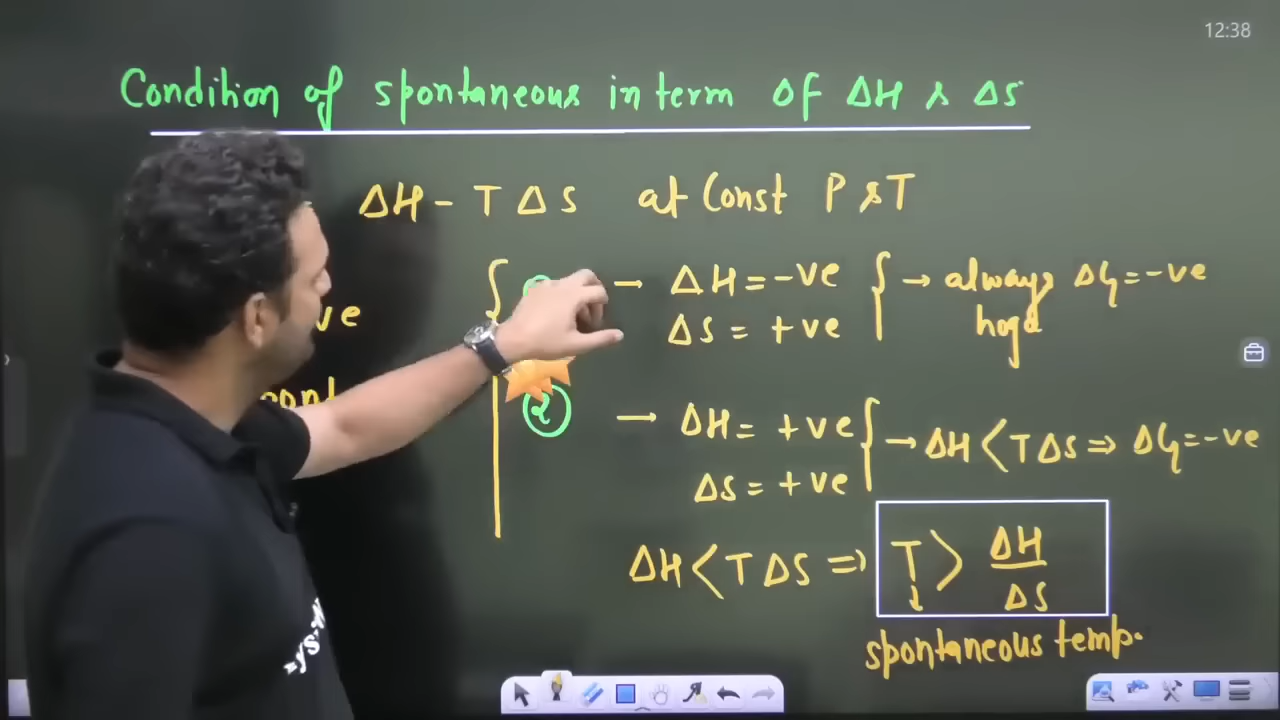 12:38
Condition of spontaneous in term of ΔH & ΔS
ΔH - TΔS at Const P & T
→ ΔH = -ve
ΔS = +ve
→ always ΔG = -ve
hoga
ve
②
→ ΔH = +ve
ΔS = +ve
→ ΔH < TΔS ⇒ ΔG = -ve
ΔH < TΔS ⇒ T > ΔH/ΔS
↓
spontaneous temp.